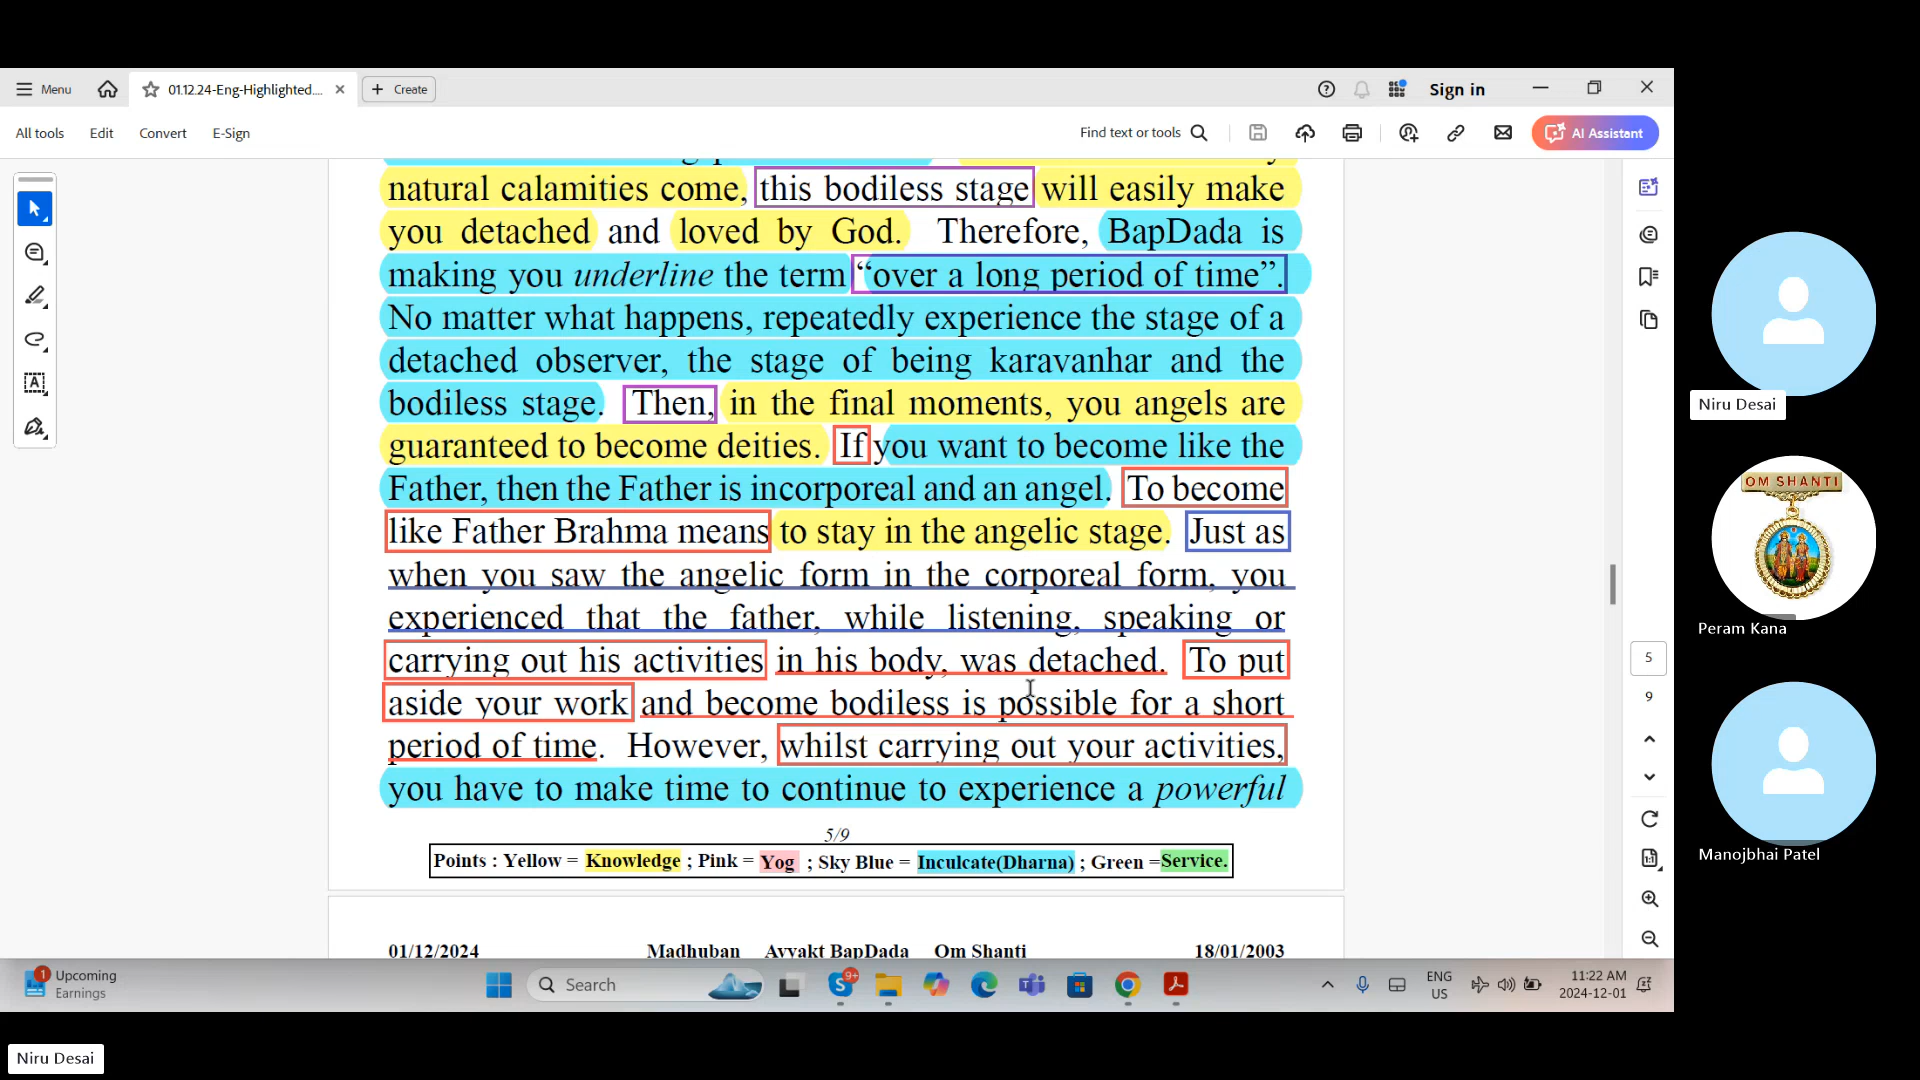 Menu
01.12.24-Eng-Highlighted....
Create
Sign in
All tools
Edit
Convert
E-Sign
Find text or tools
AI Assistant
natural calamities come, this bodiless stage will easily make
you detached and loved by God. Therefore, BapDada is
making you underline the term “over a long period of time”.
No matter what happens, repeatedly experience the stage of a
detached observer, the stage of being karavanhar and the
bodiless stage. Then, in the final moments, you angels are
guaranteed to become deities. If you want to become like the
Father, then the Father is incorporeal and an angel. To become
like Father Brahma means to stay in the angelic stage. Just as
when you saw the angelic form in the corporeal form, you
experienced that the father, while listening, speaking or
carrying out his activities in his body, was detached. To put
aside your work and become bodiless is possible for a short
period of time. However, whilst carrying out your activities,
you have to make time to continue to experience a powerful
5/9
Points : Yellow = Knowledge ; Pink = Yog ; Sky Blue = Inculcate(Dharna) ; Green =Service.
01/12/2024 Madhuban Avyakt BapDada Om Shanti 18/01/2003
5
9
1:1
Niru Desai
OM SHANTI
Peram Kana
Manojbhai Patel
1
Upcoming
Earnings
Search
9+
ENG
US
11:22 AM
2024-12-01
Niru Desai